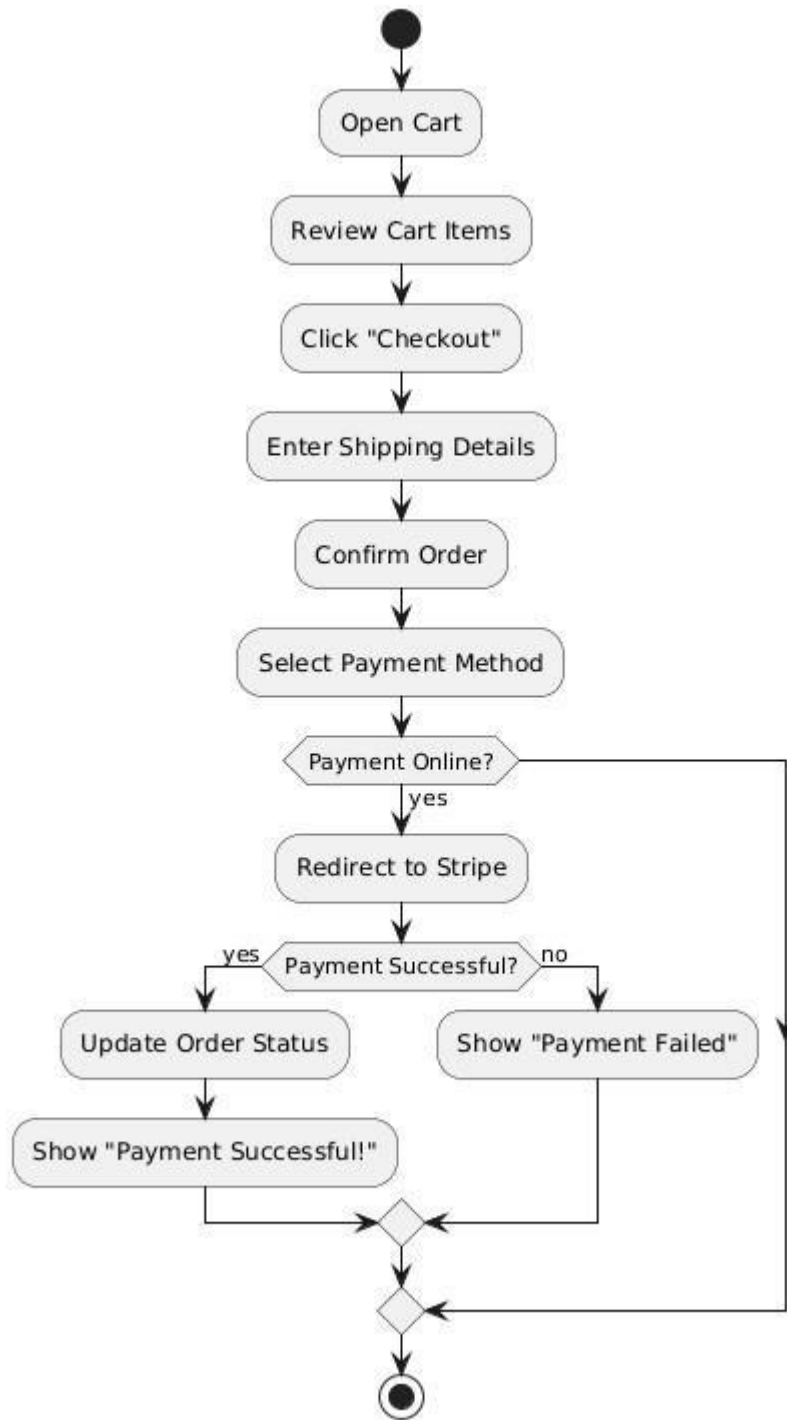 Open Cart
Review Cart Items
Click "Checkout"
Enter Shipping Details
Confirm Order
Select Payment Method
Payment Online?
yes
Redirect to Stripe
yes
Payment Successful?
no
Update Order Status
Show "Payment Failed"
Show "Payment Successful!"